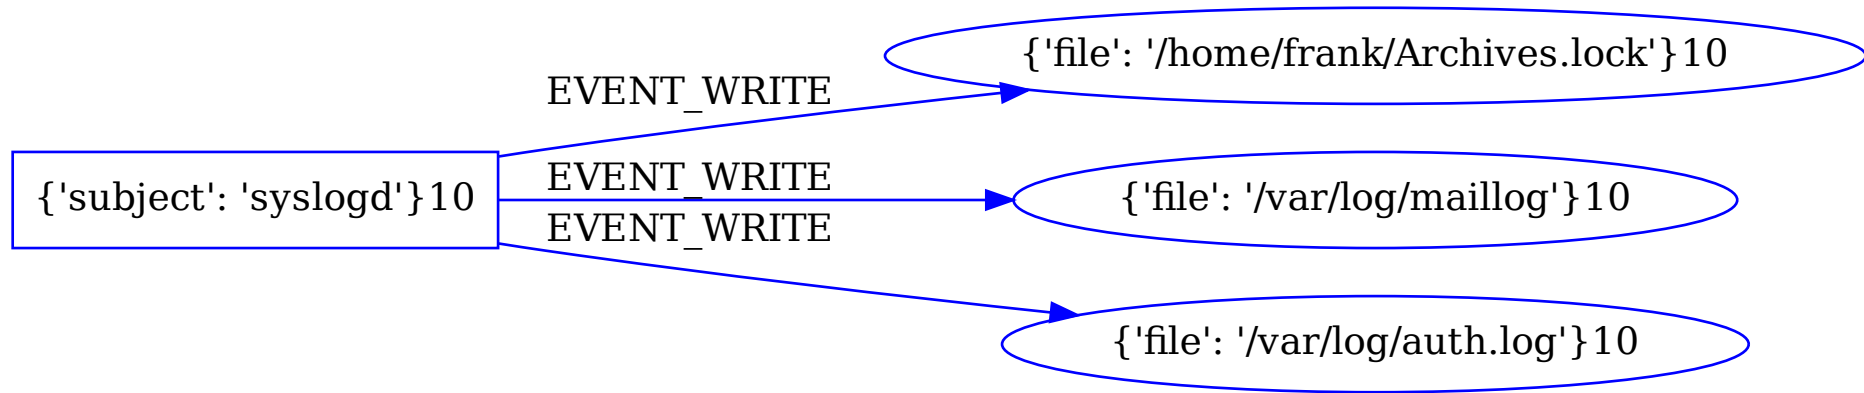 {'file': '/home/frank/Archives.lock'}10
EVENT_WRITE
EVENT_WRITE
{'subject': 'syslogd'}10
{'file': '/var/log/maillog'}10
EVENT_WRITE
{'file': '/var/log/auth.log'}10